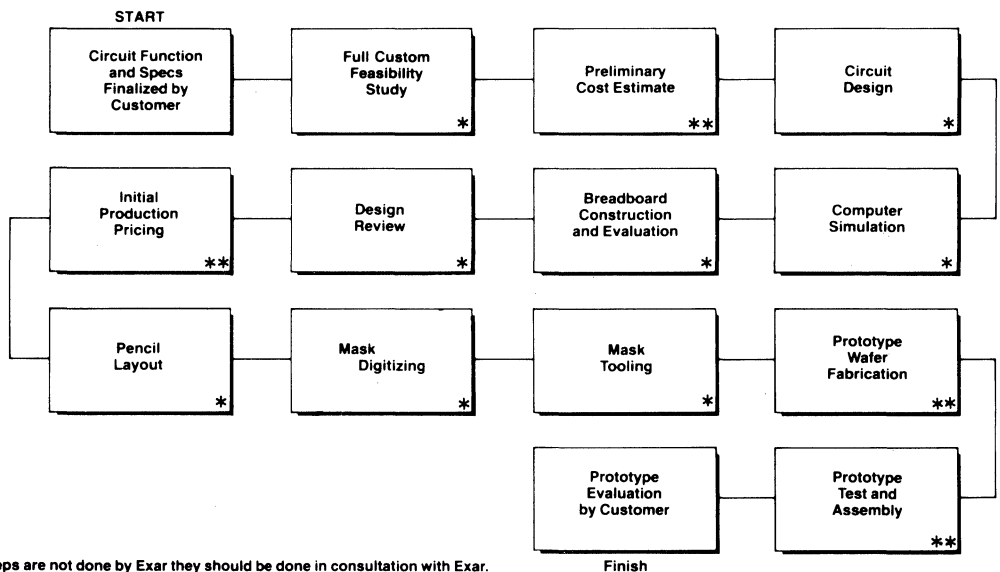 START
Circuit Function
and Specs
Finalized by
Customer
Full Custom
Feasibility
Study
*
Preliminary
Cost Estimate
**
Circuit
Design
*
Initial
Production
Pricing
**
Design
Review
*
Breadboard
Construction
and Evaluation
*
Computer
Simulation
*
Pencil
Layout
*
Mask
Digitizing
*
Mask
Tooling
*
Prototype
Wafer
Fabrication
**
Prototype
Evaluation
by Customer
Prototype
Test and
Assembly
**
eps are not done by Exar they should be done in consultation with Exar.
Finish